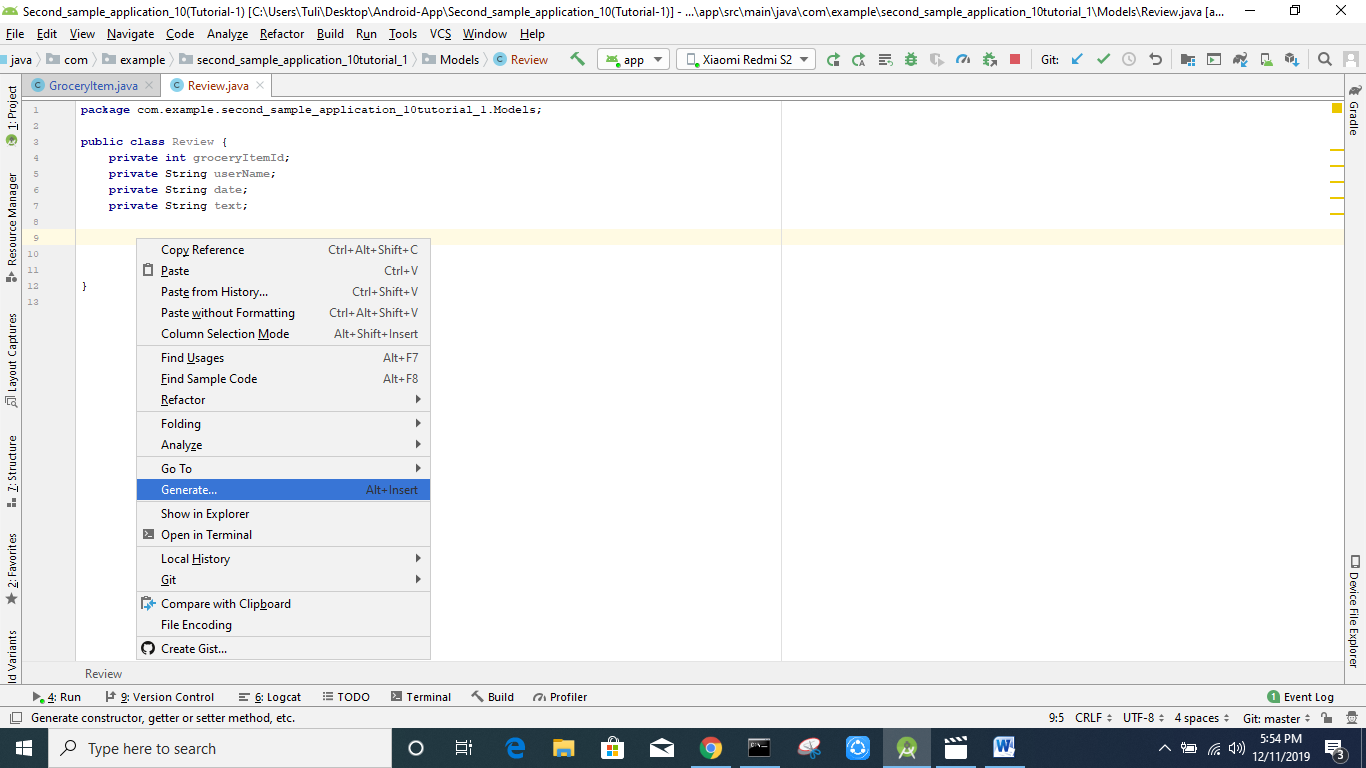 Second_sample_application_10(Tutorial-1) [C:\Users\Tuli\Desktop\Android-App\Second_sample_application_10(Tutorial-1)] - ...\app\src\main\java\com\example\second_sample_application_10tutorial_1\Models\Review.java [a...
File Edit View Navigate Code Analyze Refactor Build Run Tools VCS Window Help
java com example second_sample_application_10tutorial_1 Models Review app Xiaomi Redmi S2 Git:
GroceryItem.java Review.java
1 package com.example.second_sample_application_10tutorial_1.Models;
2
3 public class Review {
4 private int groceryItemId;
5 private String userName;
6 private String date;
7 private String text;
8
9
10
11
12 }
13
Copy Reference Ctrl+Alt+Shift+C
Paste Ctrl+V
Paste from History... Ctrl+Shift+V
Paste without Formatting Ctrl+Alt+Shift+V
Column Selection Mode Alt+Shift+Insert
Find Usages Alt+F7
Find Sample Code Alt+F8
Refactor
Folding
Analyze
Go To
Generate... Alt+Insert
Show in Explorer
Open in Terminal
Local History
Git
Compare with Clipboard
File Encoding
Create Gist...
1: Project
Resource Manager
Layout Captures
7: Structure
2: Favorites
ld Variants
Gradle
Device File Explorer
Review
4: Run 9: Version Control 6: Logcat TODO Terminal Build Profiler 1 Event Log
Generate constructor, getter or setter method, etc. 9:5 CRLF UTF-8 4 spaces Git: master
Type here to search
5:54 PM
12/11/2019
3